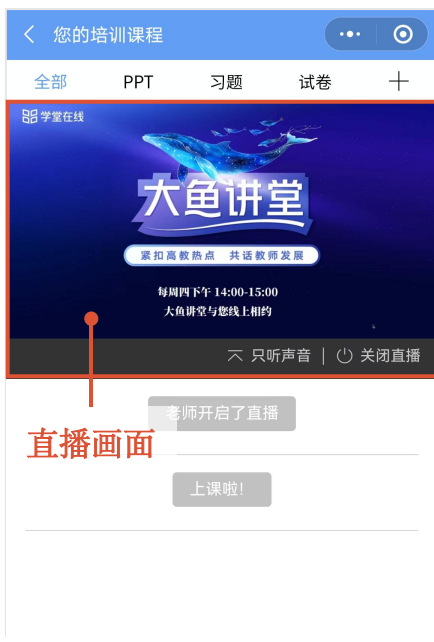 您的培训课程
全部 PPT 习题 试卷
学堂在线
大鱼讲堂
紧扣高教热点 共话教师发展
每周四下午 14:00-15:00
大鱼讲堂与您线上相约
只听声音 | 关闭直播
老师开启了直播
直播画面
上课啦!